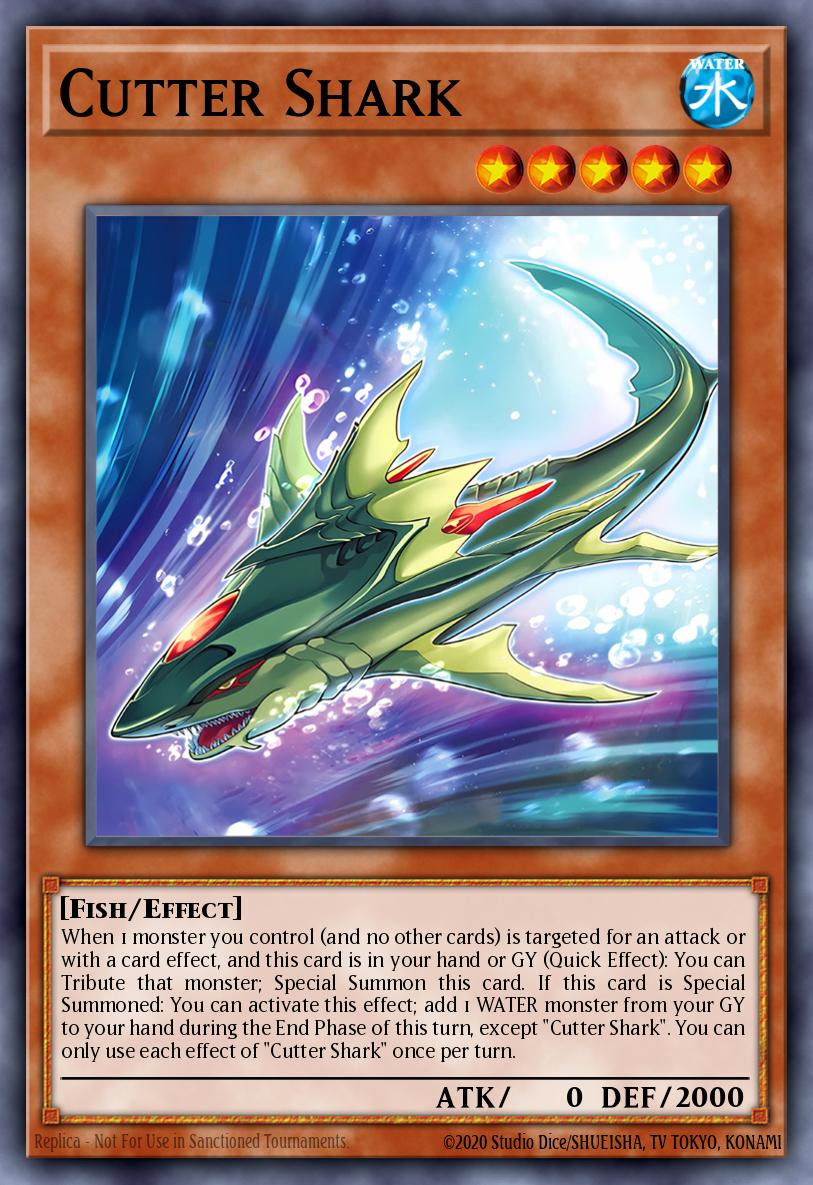 Cutter Shark
WATER
水
[Fish/Effect]
When 1 monster you control (and no other cards) is targeted for an attack or
with a card effect, and this card is in your hand or GY (Quick Effect): You can
Tribute that monster; Special Summon this card. If this card is Special
Summoned: You can activate this effect; add 1 WATER monster from your GY
to your hand during the End Phase of this turn, except "Cutter Shark". You can
only use each effect of "Cutter Shark" once per turn.
ATK/ 0 DEF/2000
Replica - Not For Use in Sanctioned Tournaments.
©2020 Studio Dice/SHUEISHA, TV TOKYO, KONAMI